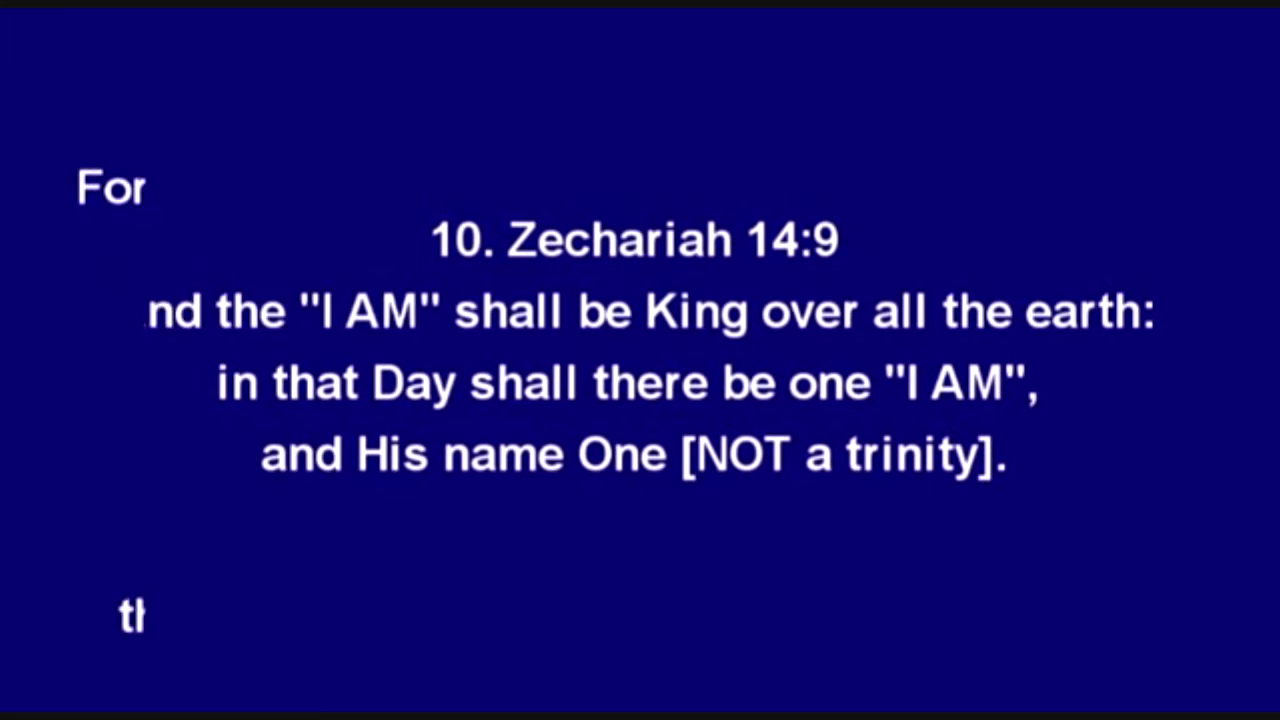 For
10. Zechariah 14:9
nd the "I AM" shall be King over all the earth:
in that Day shall there be one "I AM",
and His name One [NOT a trinity].
th